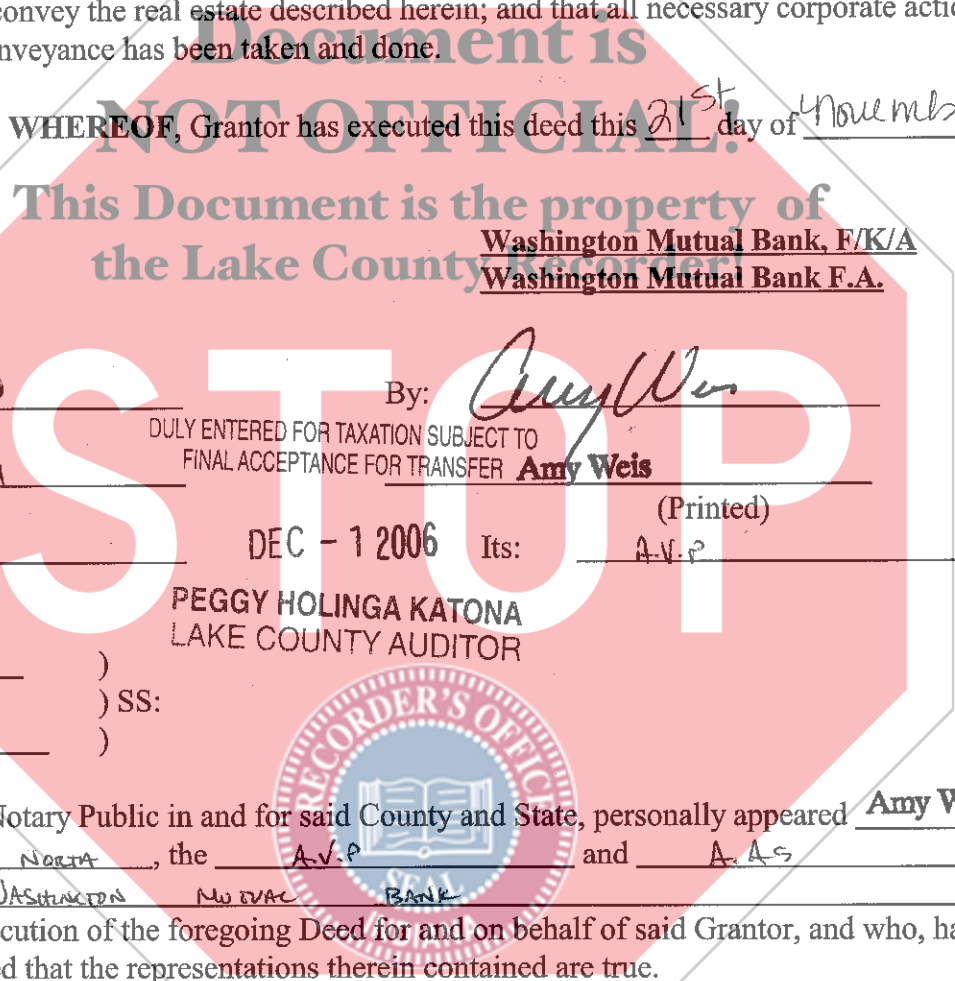 convey the real estate described herein; and that all necessary corporate actio
nveyance has been taken and done.
Document is
NOT OFFICIAL!
WHEREOF, Grantor has executed this deed this 21st day of Novemb
This Document is the property of
the Lake County Recorder!
Washington Mutual Bank, F/K/A
Washington Mutual Bank F.A.
STOP
By: Amy Weis
DULY ENTERED FOR TAXATION SUBJECT TO
FINAL ACCEPTANCE FOR TRANSFER
Amy Weis
(Printed)
DEC - 1 2006
Its: A.V.P
PEGGY HOLINGA KATONA
LAKE COUNTY AUDITOR
)
) SS:
)
RECORDER'S OFFICE
Notary Public in and for said County and State, personally appeared Amy W
NORTH, the A.V.P and A.AS
WASHINGTON MUTUAL BANK
SEAL
cution of the foregoing Deed for and on behalf of said Grantor, and who, ha
ed that the representations therein contained are true.